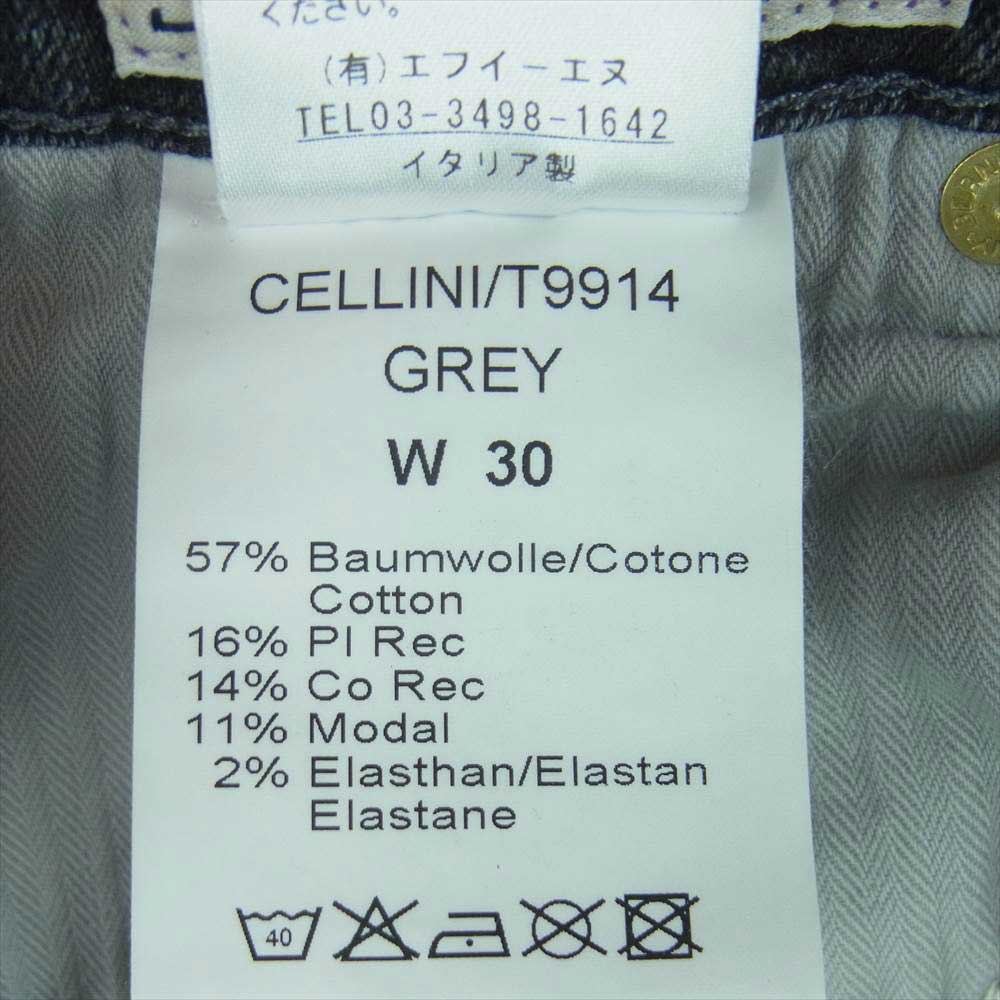 ください。
(有)エフイーエヌ
TEL03-3498-1642
イタリア製
CELLINI/T9914
GREY
W 30
57% Baumwolle/Cotone
Cotton
16% Pl Rec
14% Co Rec
11% Modal
2% Elasthan/Elastan
Elastane
40